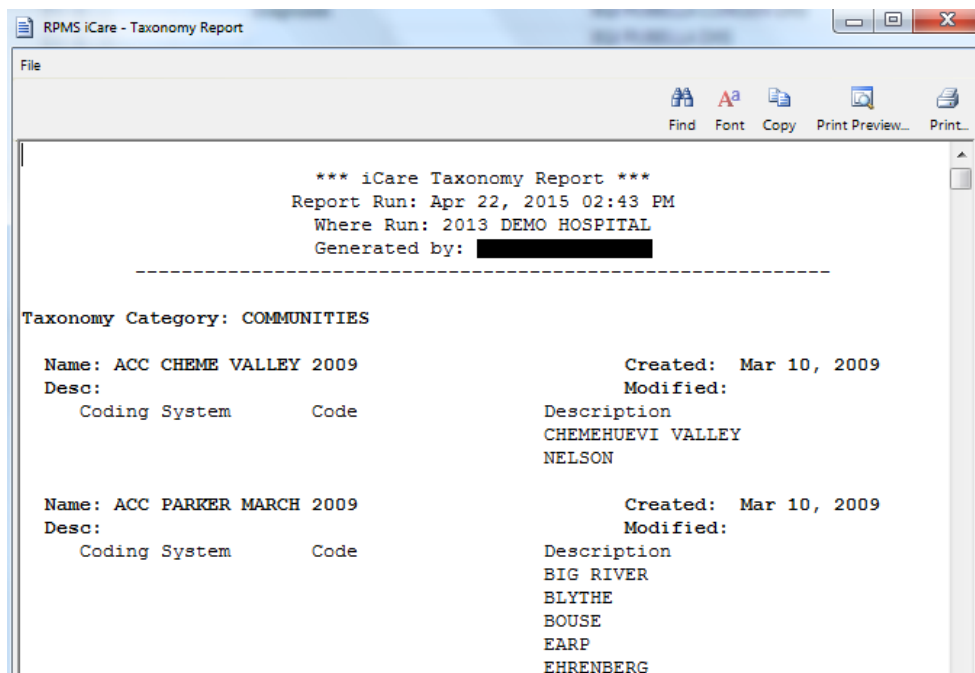 RPMS iCare - Taxonomy Report
File
Find Font Copy Print Preview... Print...
*** iCare Taxonomy Report ***
Report Run: Apr 22, 2015 02:43 PM
Where Run: 2013 DEMO HOSPITAL
Generated by:
------------------------------------------------------------
Taxonomy Category: COMMUNITIES
Name: ACC CHEME VALLEY 2009 Created: Mar 10, 2009
Desc: Modified:
Coding System Code Description
CHEMEHUEVI VALLEY
NELSON
Name: ACC PARKER MARCH 2009 Created: Mar 10, 2009
Desc: Modified:
Coding System Code Description
BIG RIVER
BLYTHE
BOUSE
EARP
EHRENBERG